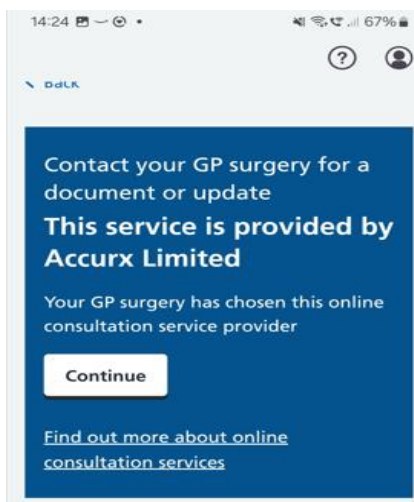 14:24
67%
?
Back
Contact your GP surgery for a
document or update
This service is provided by
Accurx Limited
Your GP surgery has chosen this online
consultation service provider
Continue
Find out more about online
consultation services